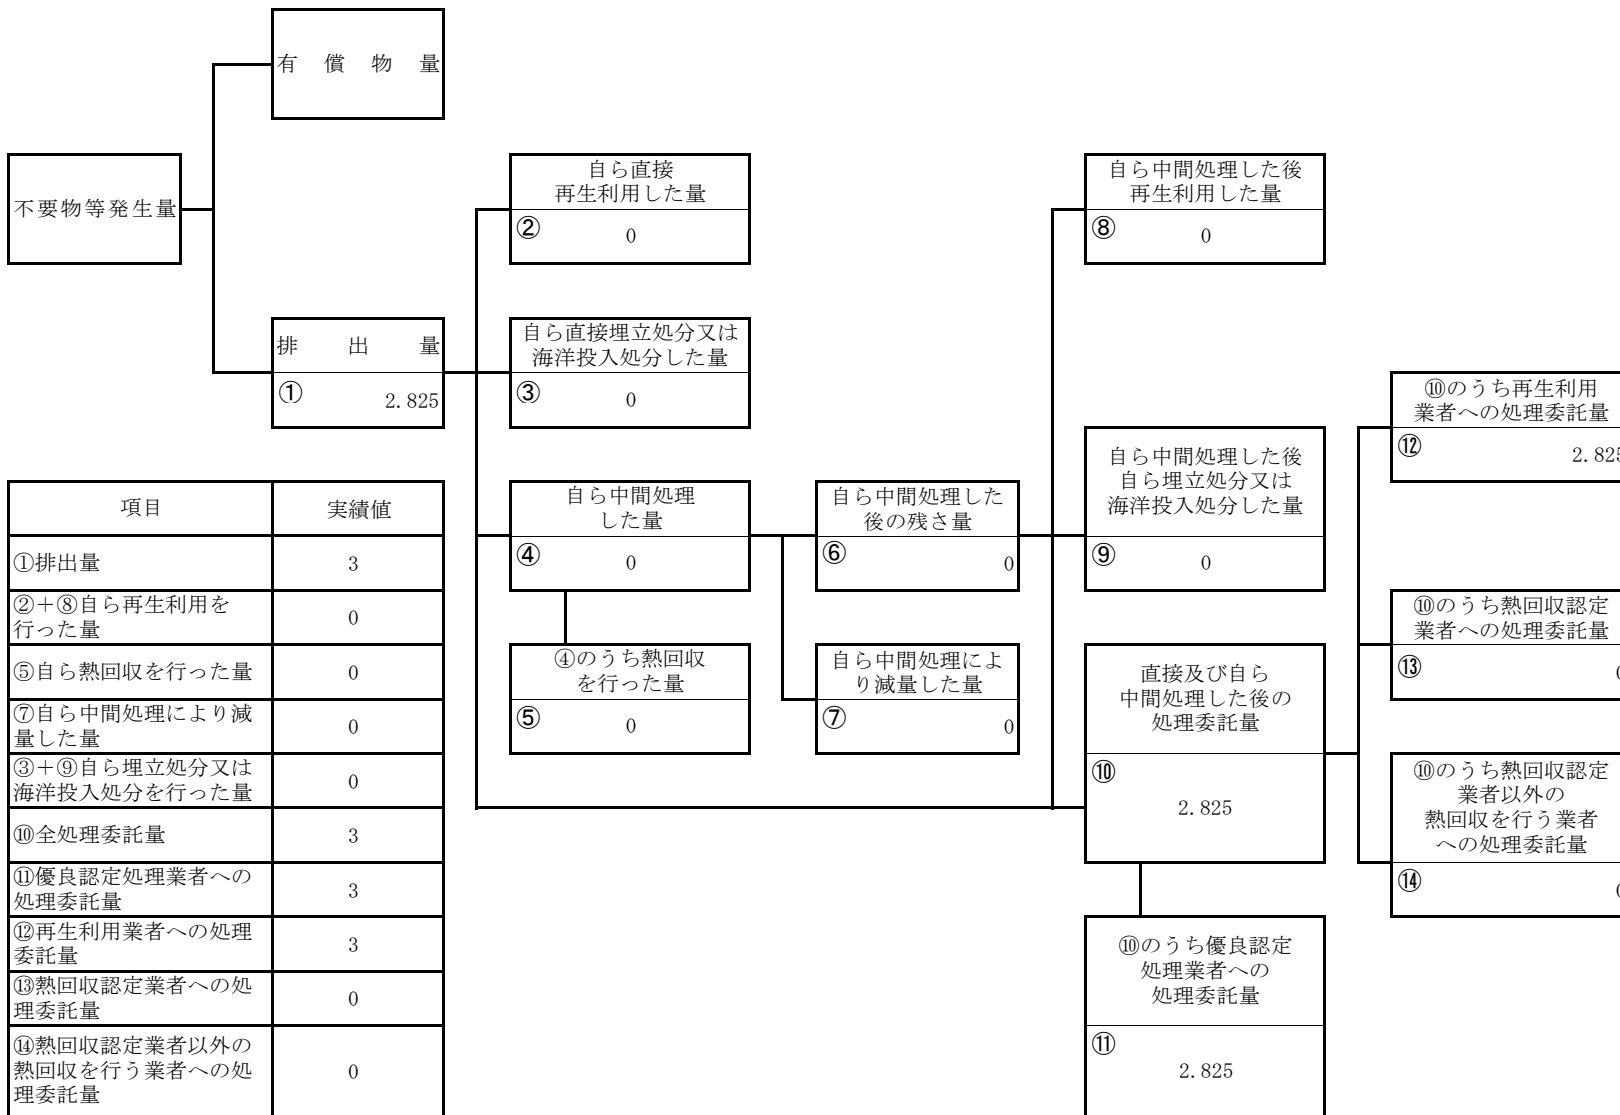 有償物量
不要物等発生量
排出量
① 2.825
自ら直接
再生利用した量
② 0
自ら直接埋立処分又は
海洋投入処分した量
③ 0
自ら中間処理
した量
④ 0
④のうち熱回収
を行った量
⑤ 0
自ら中間処理した
後の残さ量
⑥ 0
自ら中間処理によ
り減量した量
⑦ 0
自ら中間処理した後
再生利用した量
⑧ 0
自ら中間処理した後
自ら埋立処分又は
海洋投入処分した量
⑨ 0
直接及び自ら
中間処理した後の
処理委託量
⑩
2.825
⑩のうち優良認定
処理業者への
処理委託量
⑪
2.825
⑩のうち再生利用
業者への処理委託量
⑫ 2.825
⑩のうち熱回収認定
業者への処理委託量
⑬ 0
⑩のうち熱回収認定
業者以外の
熱回収を行う業者
への処理委託量
⑭ 0
項目 実績値
①排出量 3
②+⑧自ら再生利用を
行った量 0
⑤自ら熱回収を行った量 0
⑦自ら中間処理により減
量した量 0
③+⑨自ら埋立処分又は
海洋投入処分を行った量 0
⑩全処理委託量 3
⑪優良認定処理業者への
処理委託量 3
⑫再生利用業者への処理
委託量 3
⑬熱回収認定業者への処
理委託量 0
⑭熱回収認定業者以外の
熱回収を行う業者への処
理委託量 0